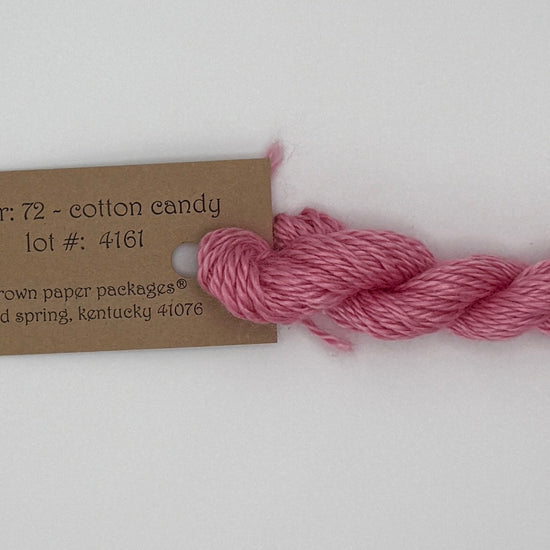 r: 72 - cotton candy
lot #: 4161
rown paper packages®
d spring, kentucky 41076